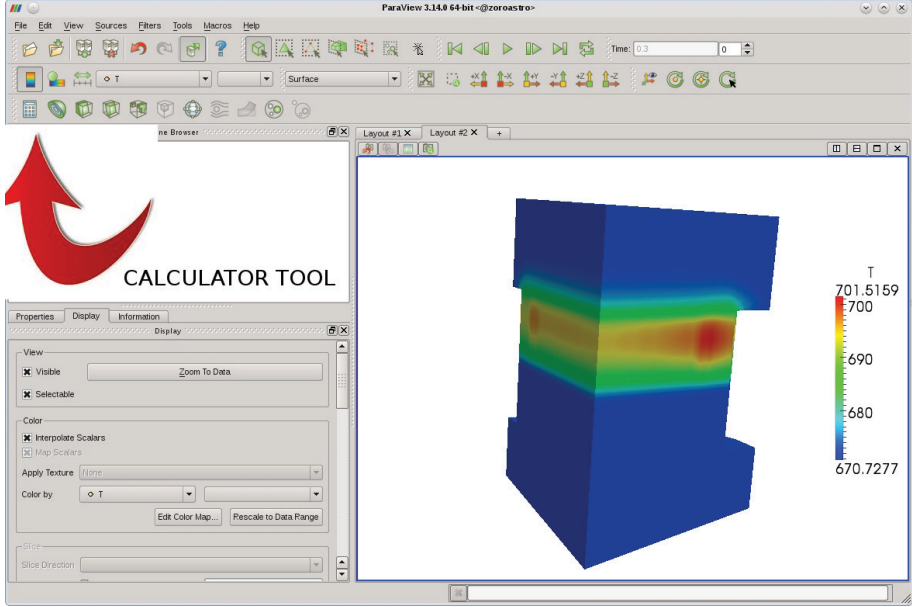 ParaView 3.14.0 64-bit <@zoroastro>
File Edit View Sources Filters Tools Macros Help
Time: 0.3 0
T Surface
+X -X +Y -Y +Z -Z
ne Browser
Layout #1 X Layout #2 X +
CALCULATOR TOOL
Properties Display Information
Display
View
Visible Zoom To Data
Selectable
Color
Interpolate Scalars
Map Scalars
Apply Texture None
Color by T
Edit Color Map... Rescale to Data Range
Slice
Slice Direction
T
701.5159
700
690
680
670.7277